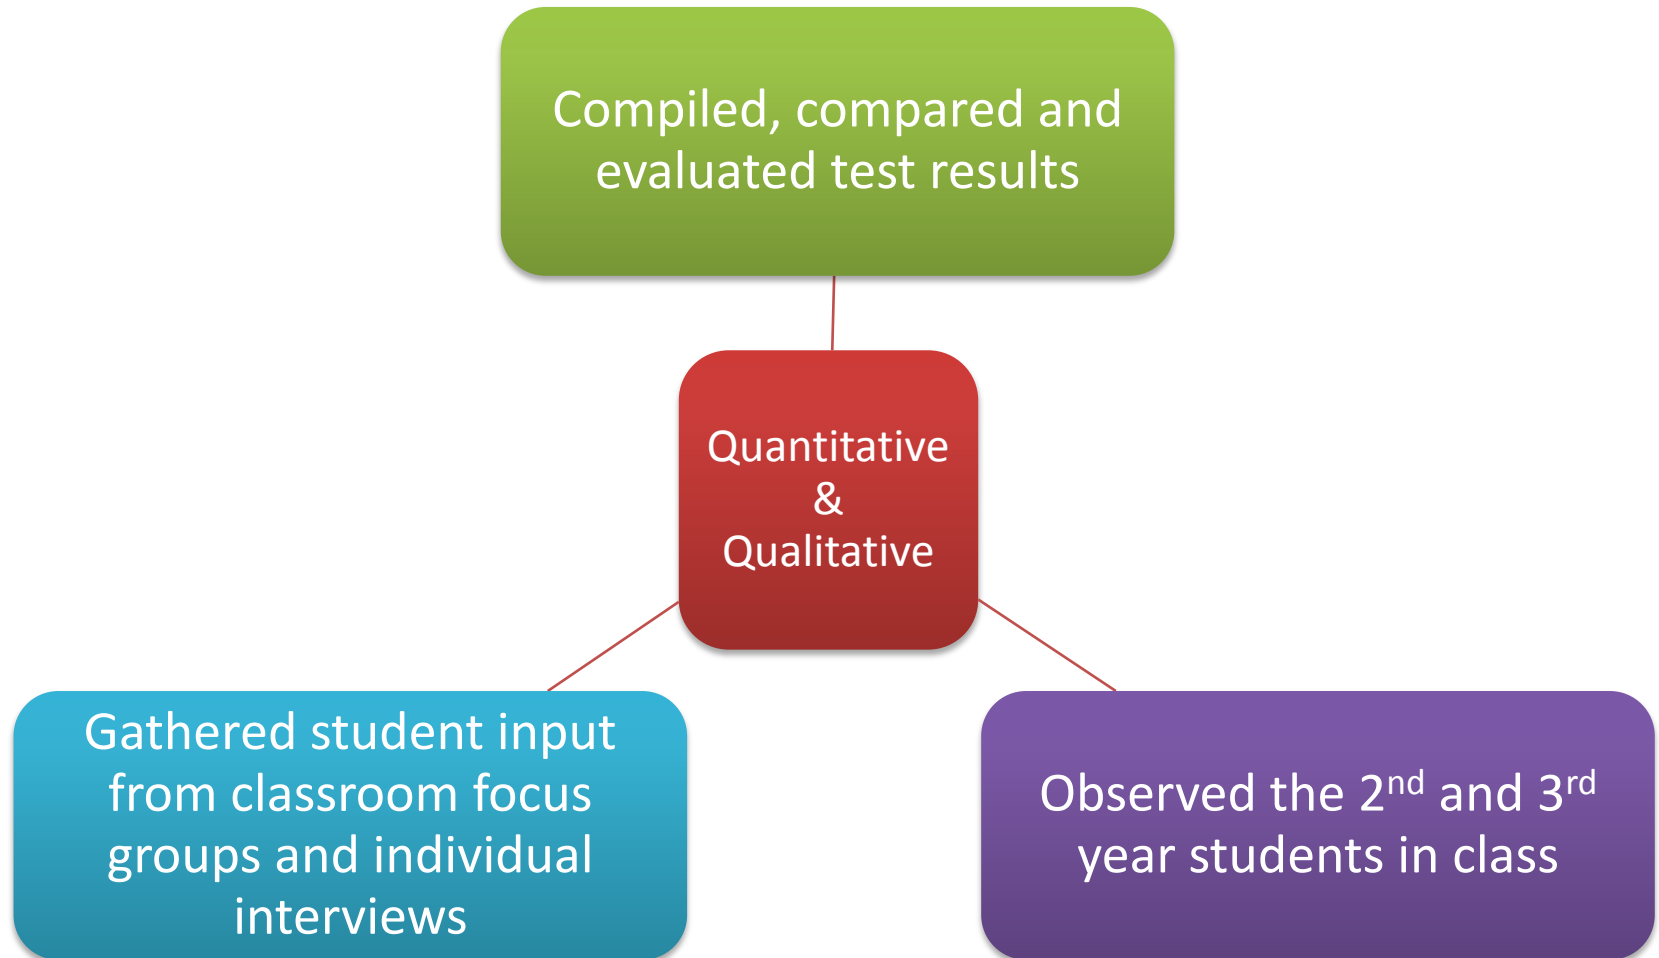 Compiled, compared and
evaluated test results
Quantitative
&
Qualitative
Gathered student input
from classroom focus
groups and individual
interviews
Observed the 2nd and 3rd
year students in class